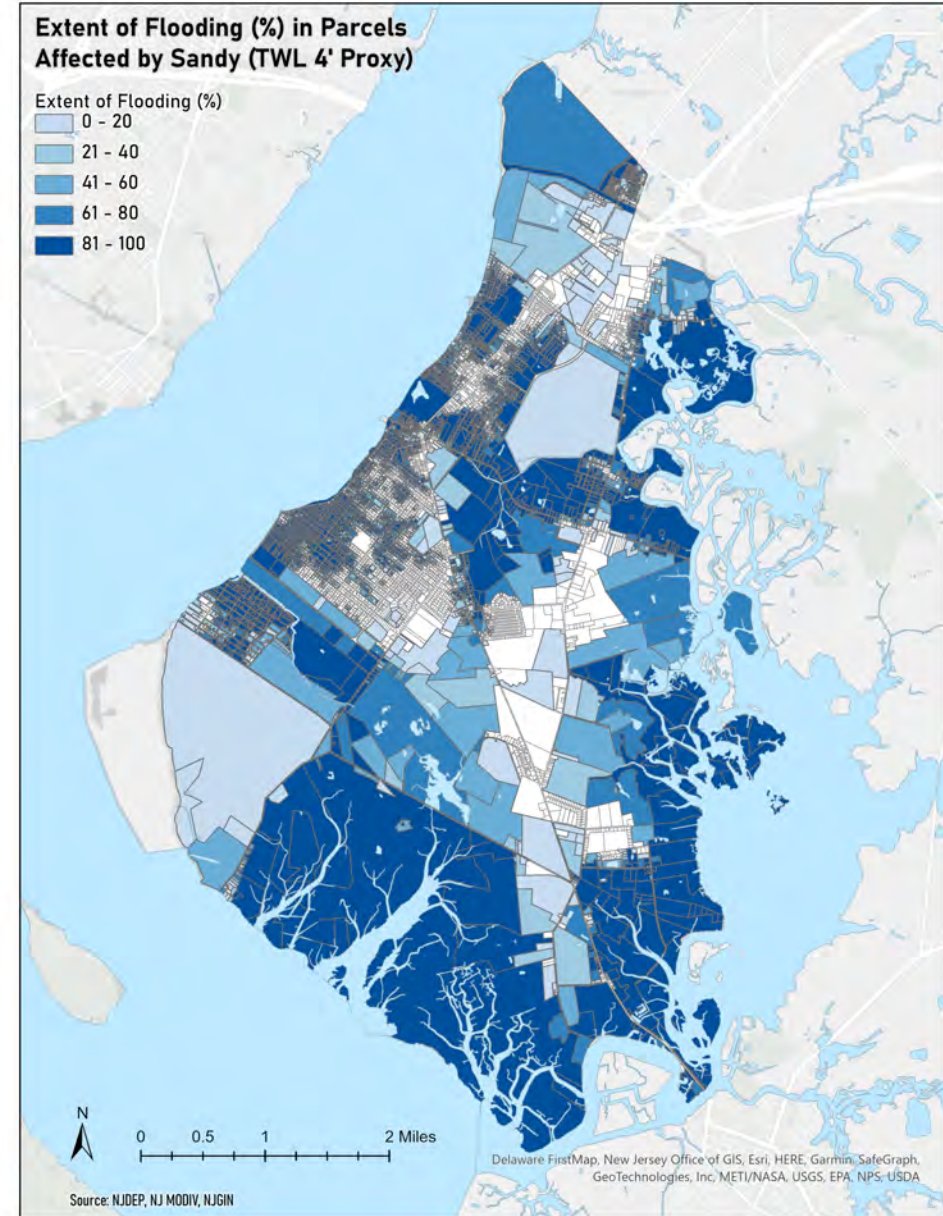 Extent of Flooding (%) in Parcels
Affected by Sandy (TWL 4' Proxy)
Extent of Flooding (%)
0 - 20
21 - 40
41 - 60
61 - 80
81 - 100
N
0 0.5 1 2 Miles
Delaware FirstMap, New Jersey Office of GIS, Esri, HERE, Garmin, SafeGraph,
GeoTechnologies, Inc, METI/NASA, USGS, EPA, NPS, USDA
Source: NJDEP, NJ MODIV, NJGIN